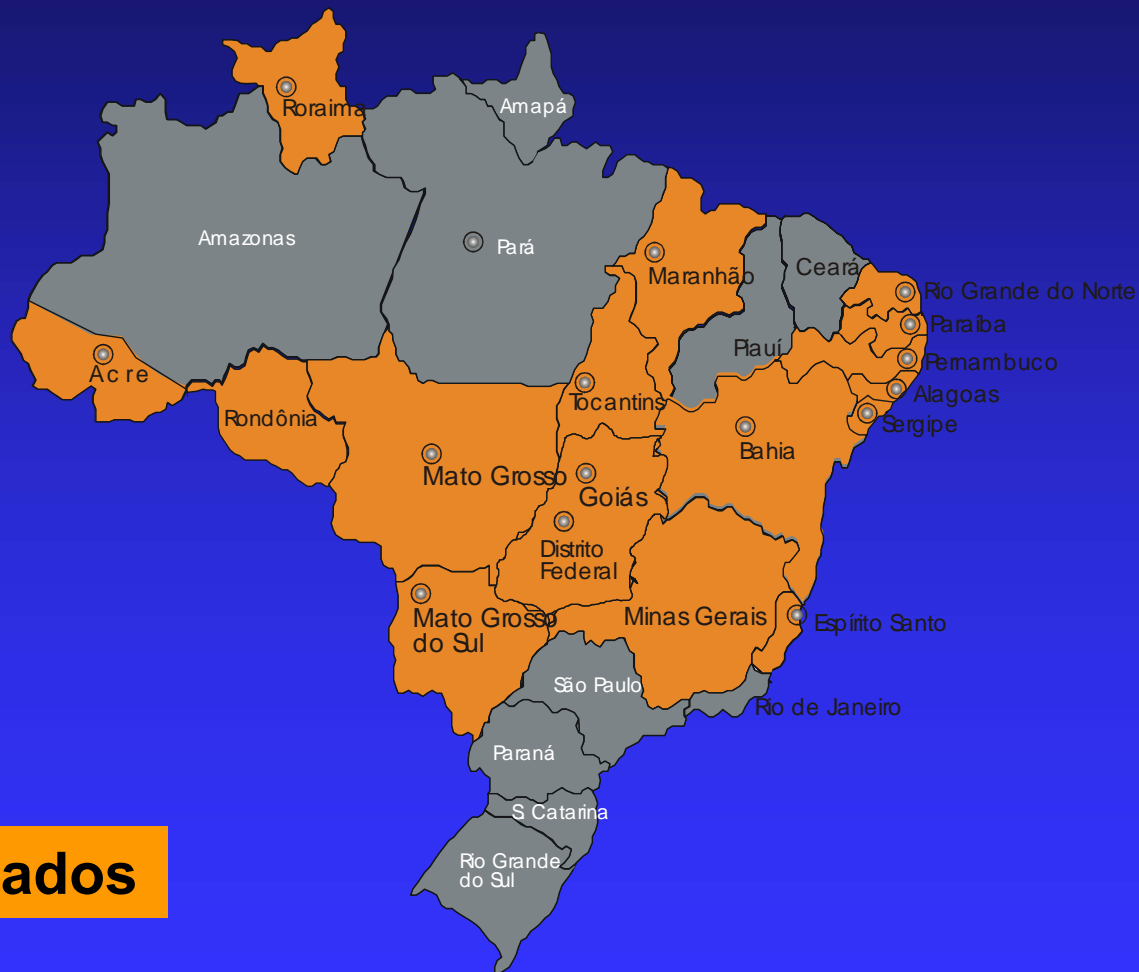 Amapá
Roraima
Amazonas
Pará
Maranhão
Ceará
Rio Grande do Norte
Paraíba
Piauí
Pernambuco
Acre
Alagoas
Tocantins
Rondônia
Sergipe
Bahia
Mato Grosso
Goiás
Distrito
Federal
Mato Grosso
do Sul
Minas Gerais
Espírito Santo
São Paulo
Rio de Janeiro
Paraná
S. Catarina
Rio Grande
do Sul
ados